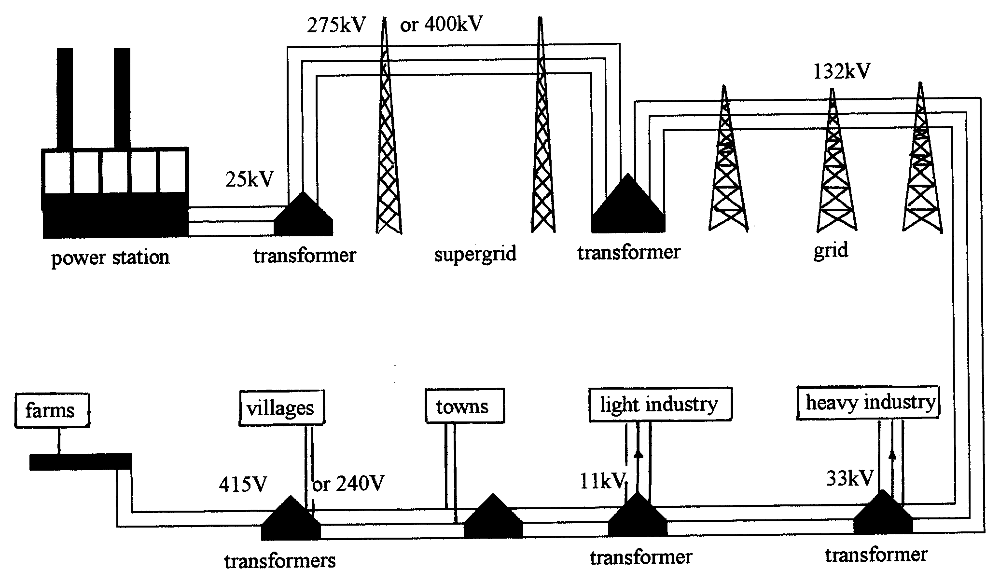 275kV or 400kV
132kV
25kV
power station
transformer
supergrid
transformer
grid
farms
villages
towns
light industry
heavy industry
415V or 240V
11kV
33kV
transformers
transformer
transformer